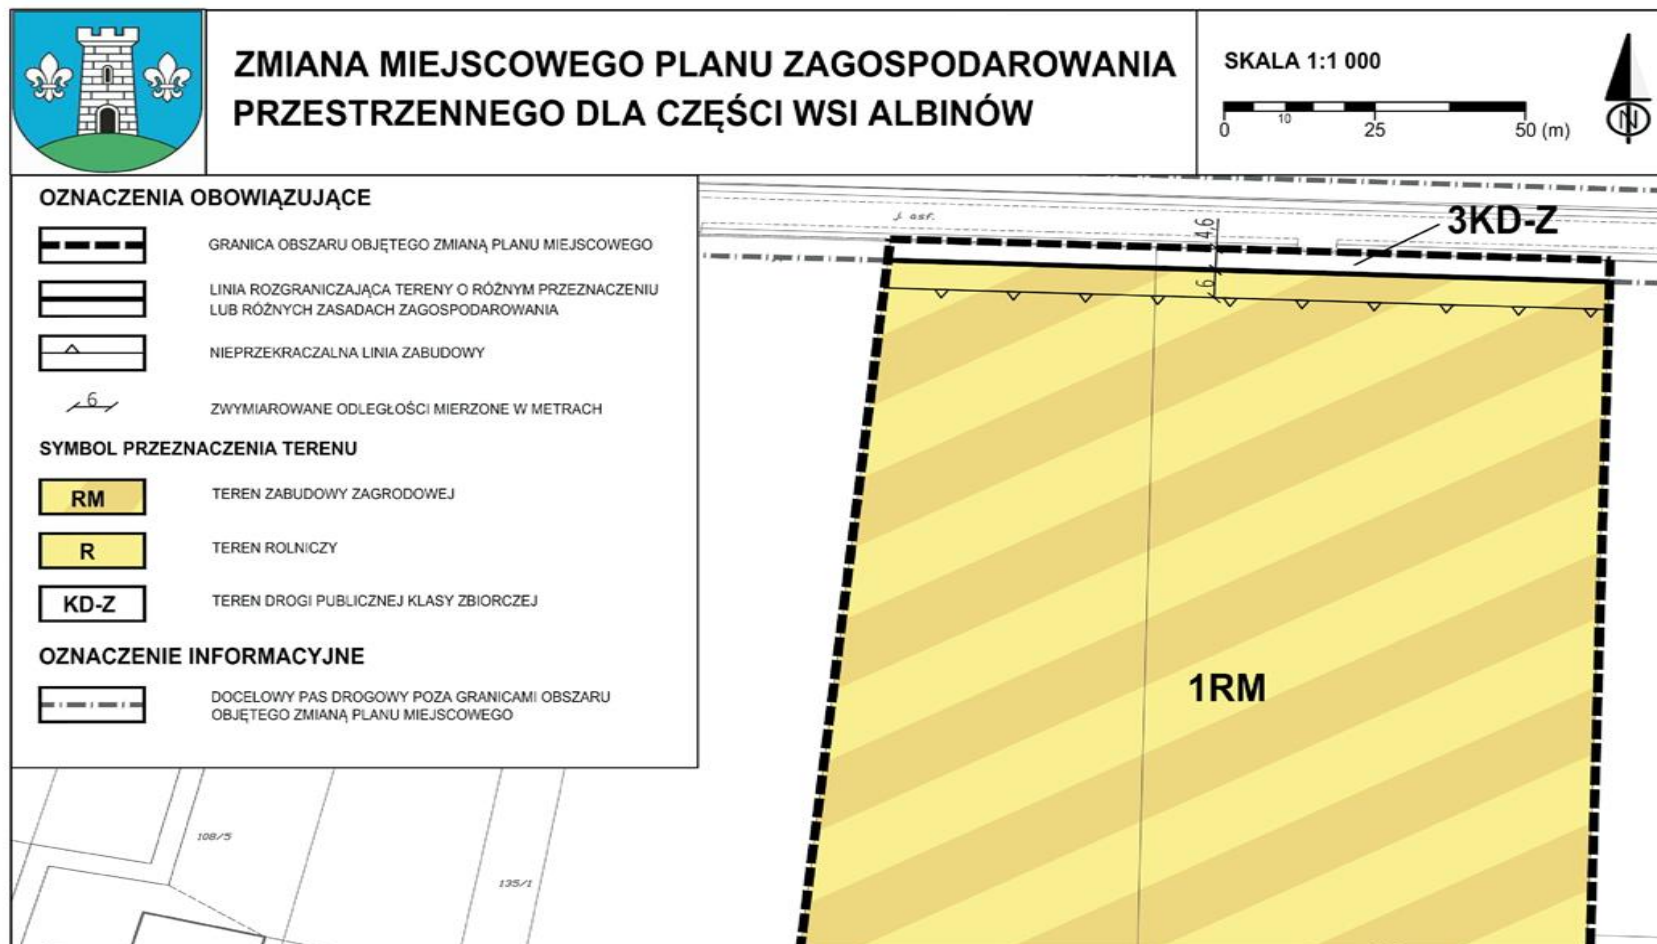 ZMIANA MIEJSCOWEGO PLANU ZAGOSPODAROWANIA
PRZESTRZENNEGO DLA CZĘŚCI WSI ALBINÓW
SKALA 1:1 000
0 10 25 50 (m)
N
OZNACZENIA OBOWIĄZUJĄCE
GRANICA OBSZARU OBJĘTEGO ZMIANĄ PLANU MIEJSCOWEGO
LINIA ROZGRANICZAJĄCA TERENY O RÓŻNYM PRZEZNACZENIU
LUB RÓŻNYCH ZASADACH ZAGOSPODAROWANIA
NIEPRZEKRACZALNA LINIA ZABUDOWY
6 ZWYMIAROWANE ODLEGŁOŚCI MIERZONE W METRACH
SYMBOL PRZEZNACZENIA TERENU
RM TEREN ZABUDOWY ZAGRODOWEJ
R TEREN ROLNICZY
KD-Z TEREN DROGI PUBLICZNEJ KLASY ZBIORCZEJ
OZNACZENIE INFORMACYJNE
DOCELOWY PAS DROGOWY POZA GRANICAMI OBSZARU
OBJĘTEGO ZMIANĄ PLANU MIEJSCOWEGO
j. asf.
4,6
3KD-Z
6
1RM
108/5
135/1